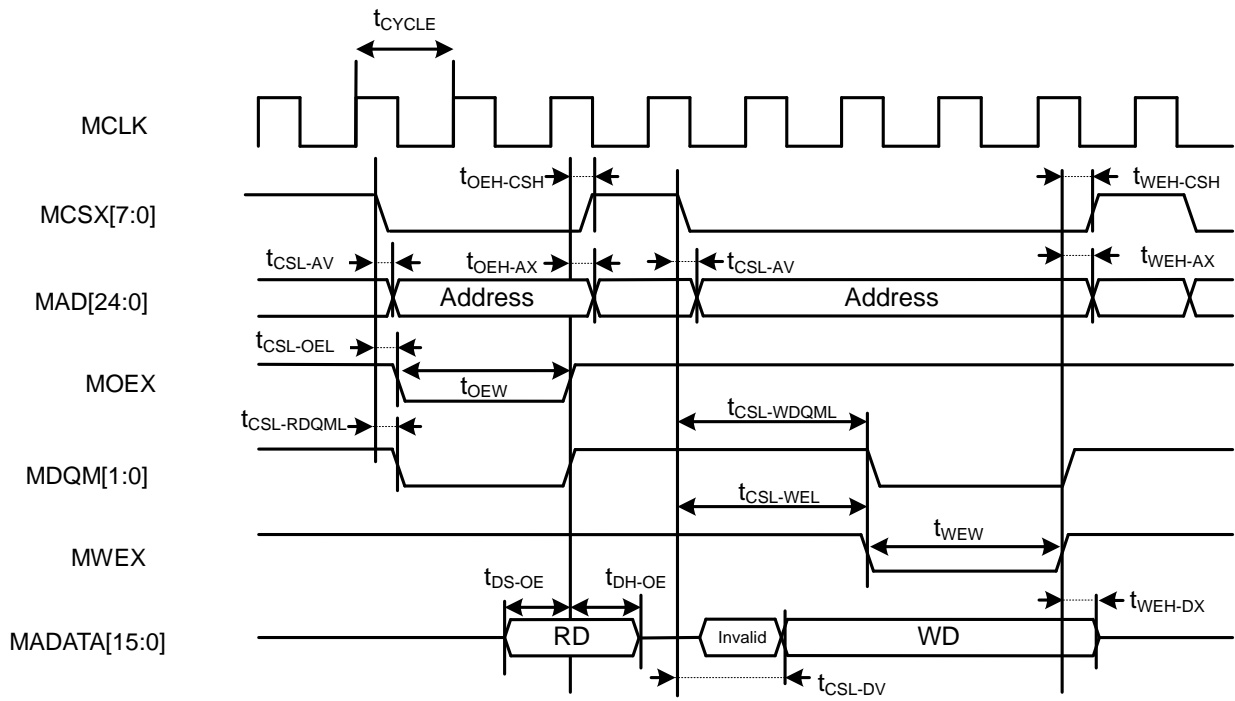 tCYCLE
MCLK
tOEH-CSH
tWEH-CSH
MCSX[7:0]
tCSL-AV
tOEH-AX
tCSL-AV
tWEH-AX
MAD[24:0]
Address
Address
tCSL-OEL
MOEX
tOEW
tCSL-RDQML
tCSL-WDQML
MDQM[1:0]
tCSL-WEL
MWEX
tWEW
tDS-OE
tDH-OE
tWEH-DX
MADATA[15:0]
RD
Invalid
WD
tCSL-DV